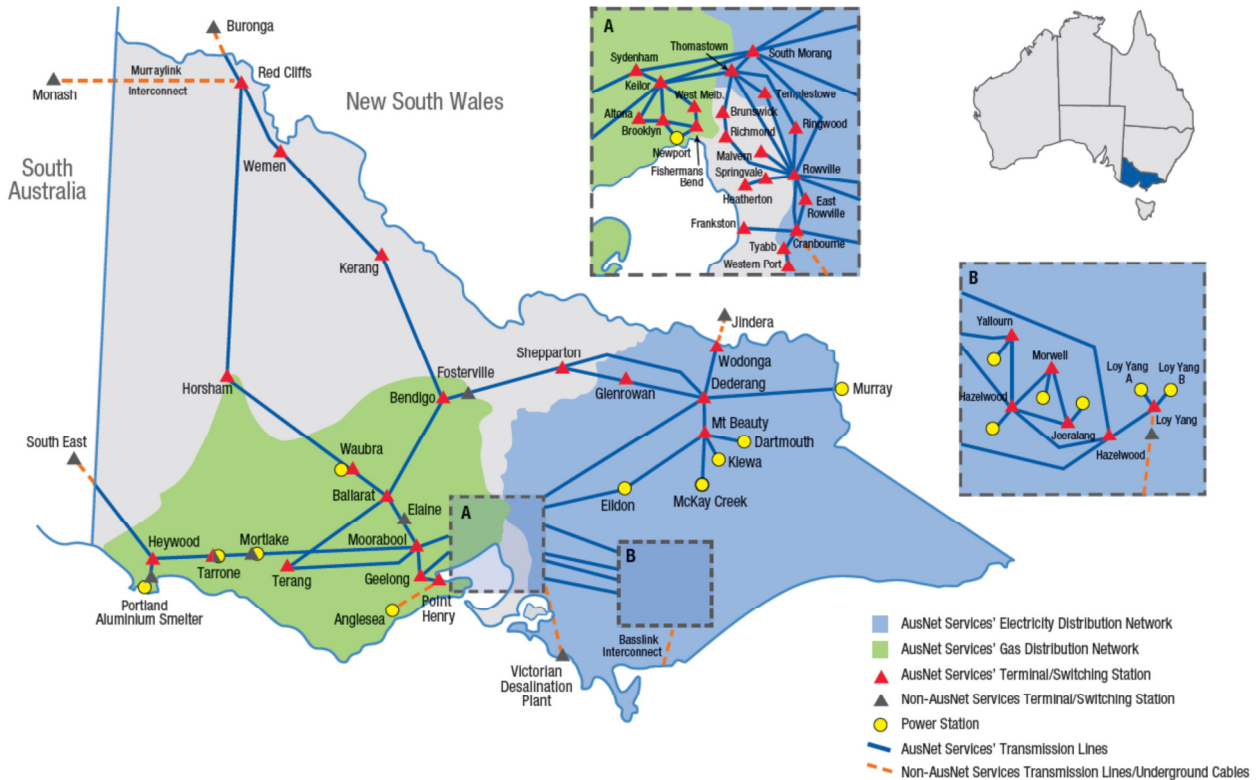 Buronga
Red Cliffs
Murraylink
Interconnect
Monash
New South Wales
South
Australia
Wemen
Kerang
Horsham
Bendigo
Fosterville
Shepparton
Glenrowan
Jindera
Wodonga
Dederang
Murray
Mt Beauty
Dartmouth
Kiewa
McKay Creek
Eildon
South East
Waubra
Ballarat
Elaine
Moorabool
Heywood
Tarrone
Mortlake
Terang
Geelong
Point
Henry
Anglesea
Portland
Aluminium Smelter
A
B
Basslink
Interconnect
Victorian
Desalination
Plant
A
Thomastown
South Morang
Sydenham
Keilor
West Melb.
Templestowe
Altona
Brooklyn
Brunswick
Richmond
Ringwood
Newport
Malvern
Fishermans
Bend
Springvale
Rowville
Heatherton
East
Rowville
Frankston
Cranbourne
Tyabb
Western Port
B
Yallourn
Morwell
Loy Yang
A
Loy Yang
B
Hazelwood
Jeeralang
Loy Yang
Hazelwood
AusNet Services' Electricity Distribution Network
AusNet Services' Gas Distribution Network
AusNet Services' Terminal/Switching Station
Non-AusNet Services Terminal/Switching Station
Power Station
AusNet Services' Transmission Lines
Non-AusNet Services Transmission Lines/Underground Cables